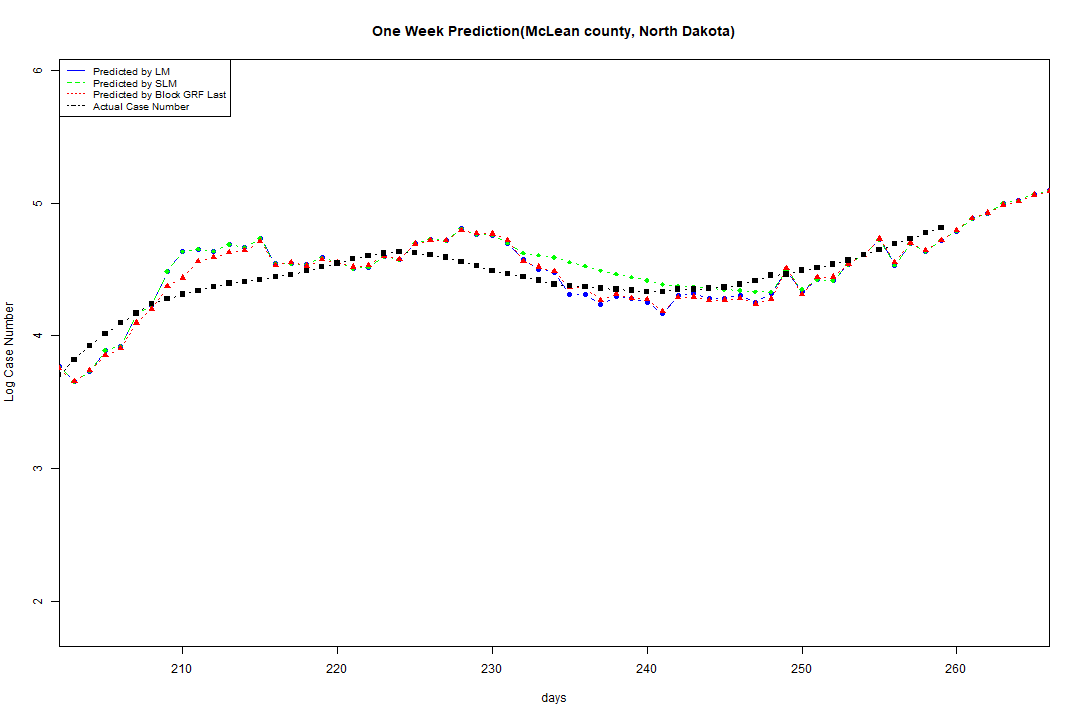 One Week Prediction(McLean county, North Dakota)
Predicted by LM
Predicted by SLM
Predicted by Block GRF Last
Actual Case Number
6
5
4
3
2
Log Case Number
210 220 230 240 250 260
days